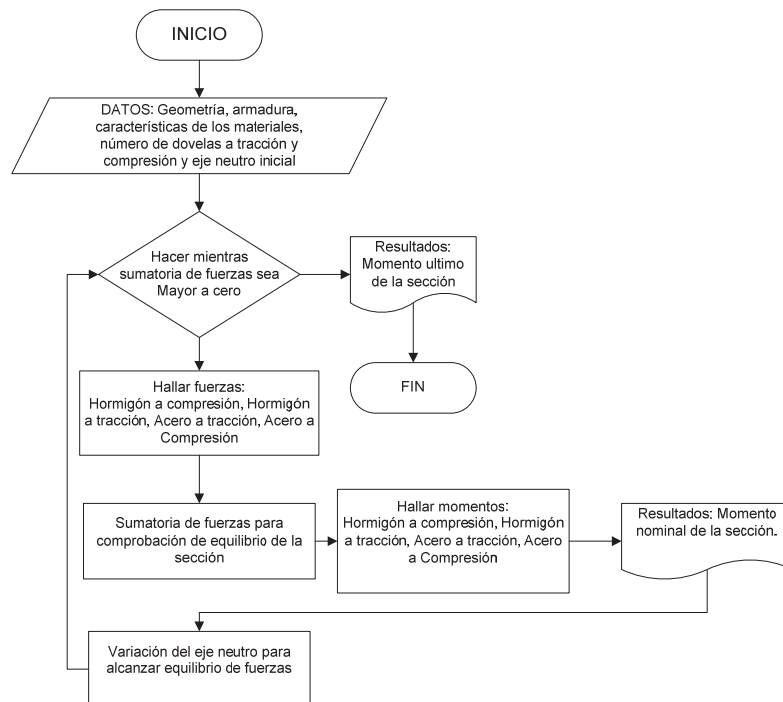 INICIO
DATOS: Geometría, armadura,
características de los materiales,
número de dovelas a tracción y
compresión y eje neutro inicial
Hacer mientras
sumatoria de fuerzas sea
Mayor a cero
Resultados:
Momento ultimo
de la sección
FIN
Hallar fuerzas:
Hormigón a compresión, Hormigón
a tracción, Acero a tracción, Acero a
Compresión
Sumatoria de fuerzas para
comprobación de equilibrio de la
sección
Hallar momentos:
Hormigón a compresión, Hormigón
a tracción, Acero a tracción, Acero
a Compresión
Resultados: Momento
nominal de la sección.
Variación del eje neutro para
alcanzar equilibrio de fuerzas